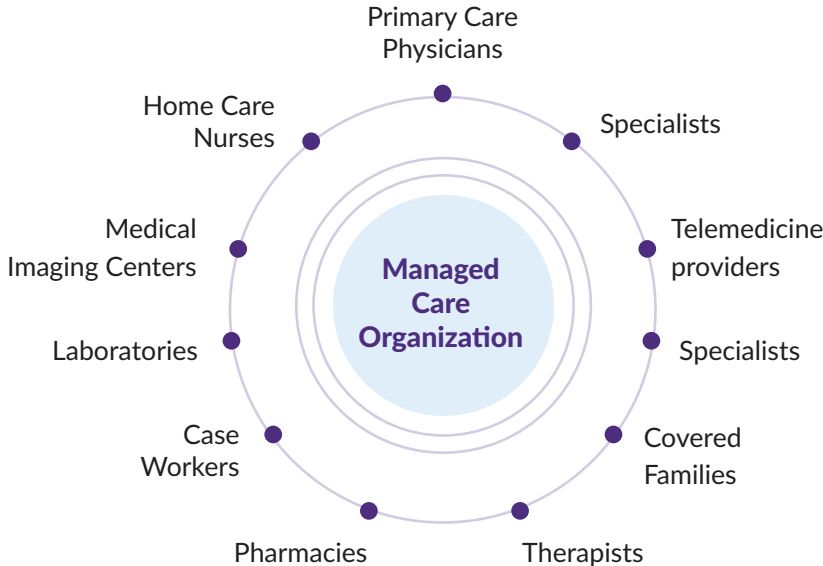 Primary Care
Physicians
Home Care
Nurses
Specialists
Medical
Imaging Centers
Telemedicine
providers
Managed
Care
Organization
Laboratories
Specialists
Case
Workers
Covered
Families
Pharmacies
Therapists